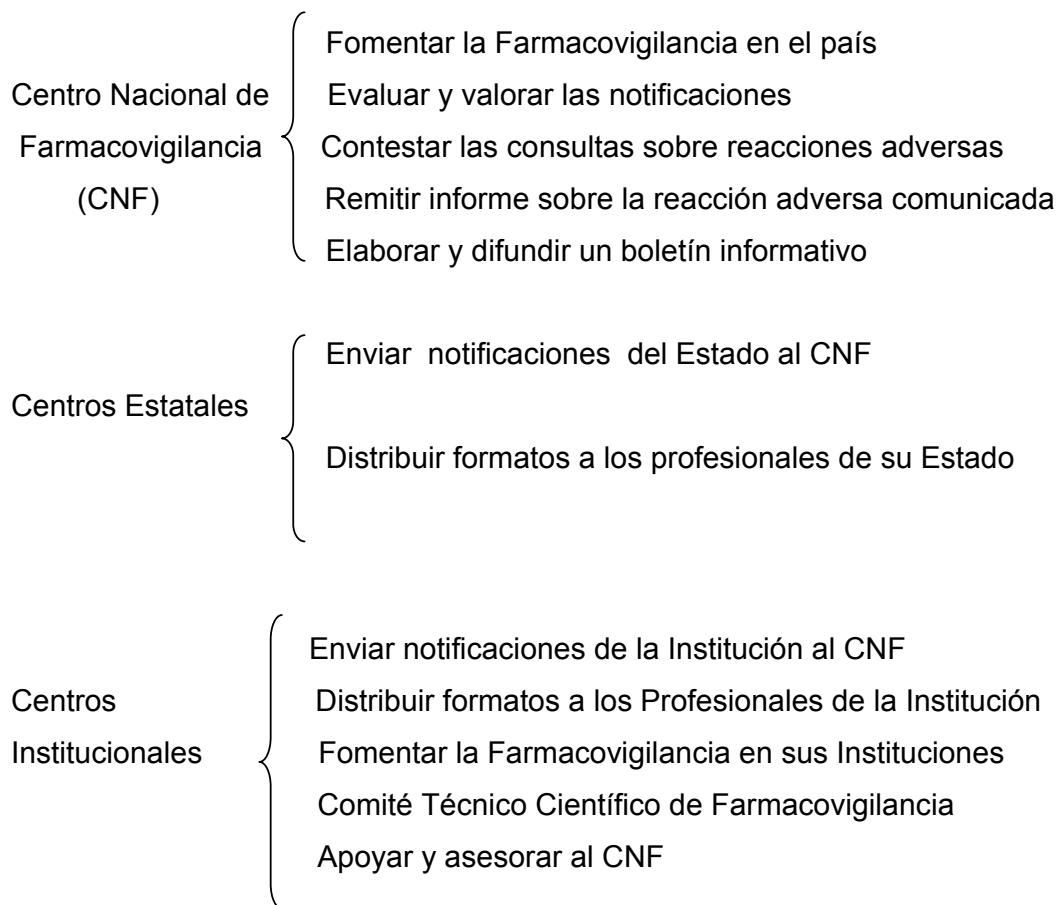 Centro Nacional de
Farmacovigilancia
(CNF)
Fomentar la Farmacovigilancia en el país
Evaluar y valorar las notificaciones
Contestar las consultas sobre reacciones adversas
Remitir informe sobre la reacción adversa comunicada
Elaborar y difundir un boletín informativo
Centros Estatales
Enviar notificaciones del Estado al CNF
Distribuir formatos a los profesionales de su Estado
Centros
Institucionales
Enviar notificaciones de la Institución al CNF
Distribuir formatos a los Profesionales de la Institución
Fomentar la Farmacovigilancia en sus Instituciones
Comité Técnico Científico de Farmacovigilancia
Apoyar y asesorar al CNF